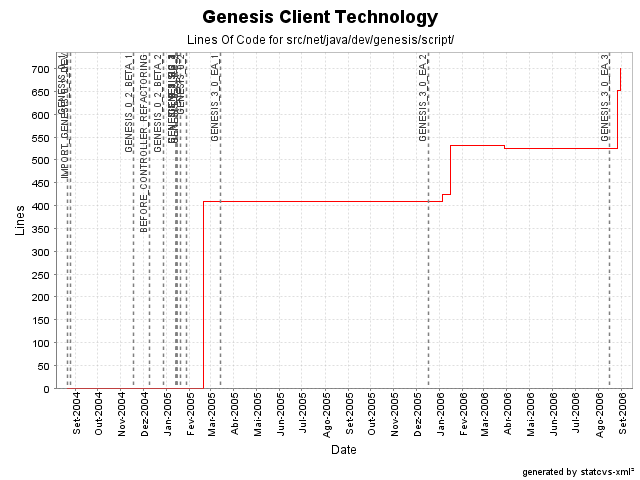 Genesis Client Technology
Lines Of Code for src/net/java/dev/genesis/script/
Lines
700
650
600
550
500
450
400
350
300
250
200
150
100
50
0
GENESIS_0_2_BETA_1
BEFORE_CONTROLLER_REFACTORING
GENESIS_0_2_BETA_2
GENESIS_3_0_EA_1
GENESIS_3_0_EA_2
GENESIS_3_0_EA_3
Set-2004
Out-2004
Nov-2004
Dez-2004
Jan-2005
Fev-2005
Mar-2005
Abr-2005
Mai-2005
Jun-2005
Jul-2005
Ago-2005
Set-2005
Out-2005
Nov-2005
Dez-2005
Jan-2006
Fev-2006
Mar-2006
Abr-2006
Mai-2006
Jun-2006
Jul-2006
Ago-2006
Set-2006
Date
generated by statcvs-xml²